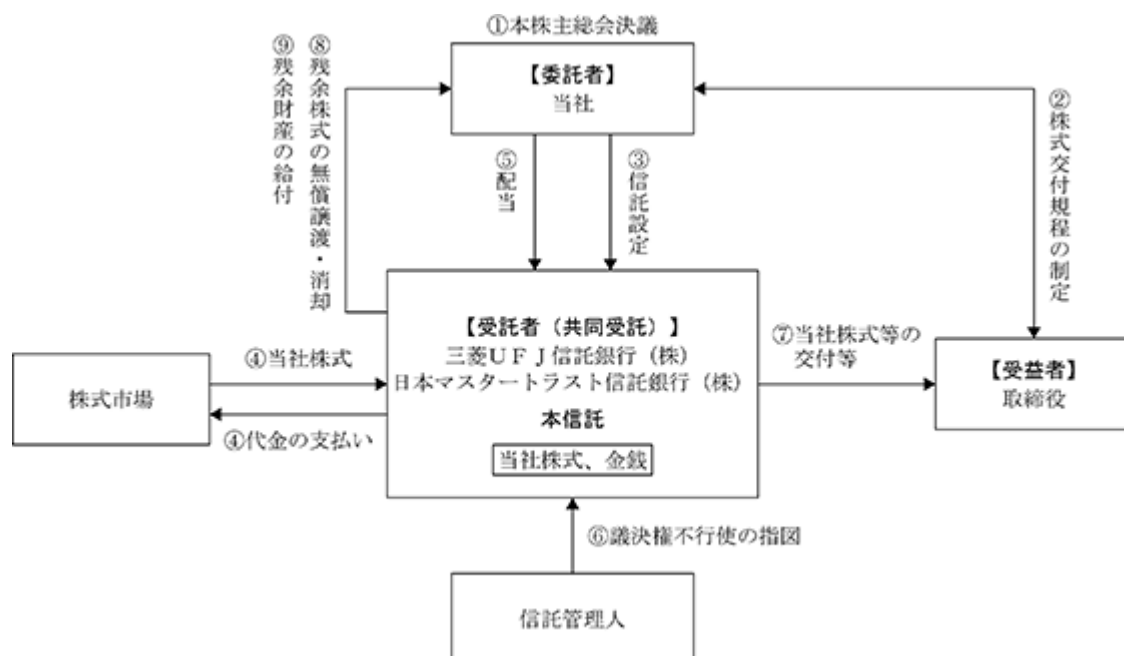 ①本株主総会決議
【委託者】
当社
⑨残余財産の給付
⑧残余株式の無償譲渡・消却
⑤配当
③信託設定
②株式交付規程の制定
【受託者（共同受託）】
三菱ＵＦＪ信託銀行（株）
日本マスタートラスト信託銀行（株）
本信託
当社株式、金銭
④当社株式
株式市場
④代金の支払い
⑦当社株式等の
交付等
【受益者】
取締役
⑥議決権不行使の指図
信託管理人